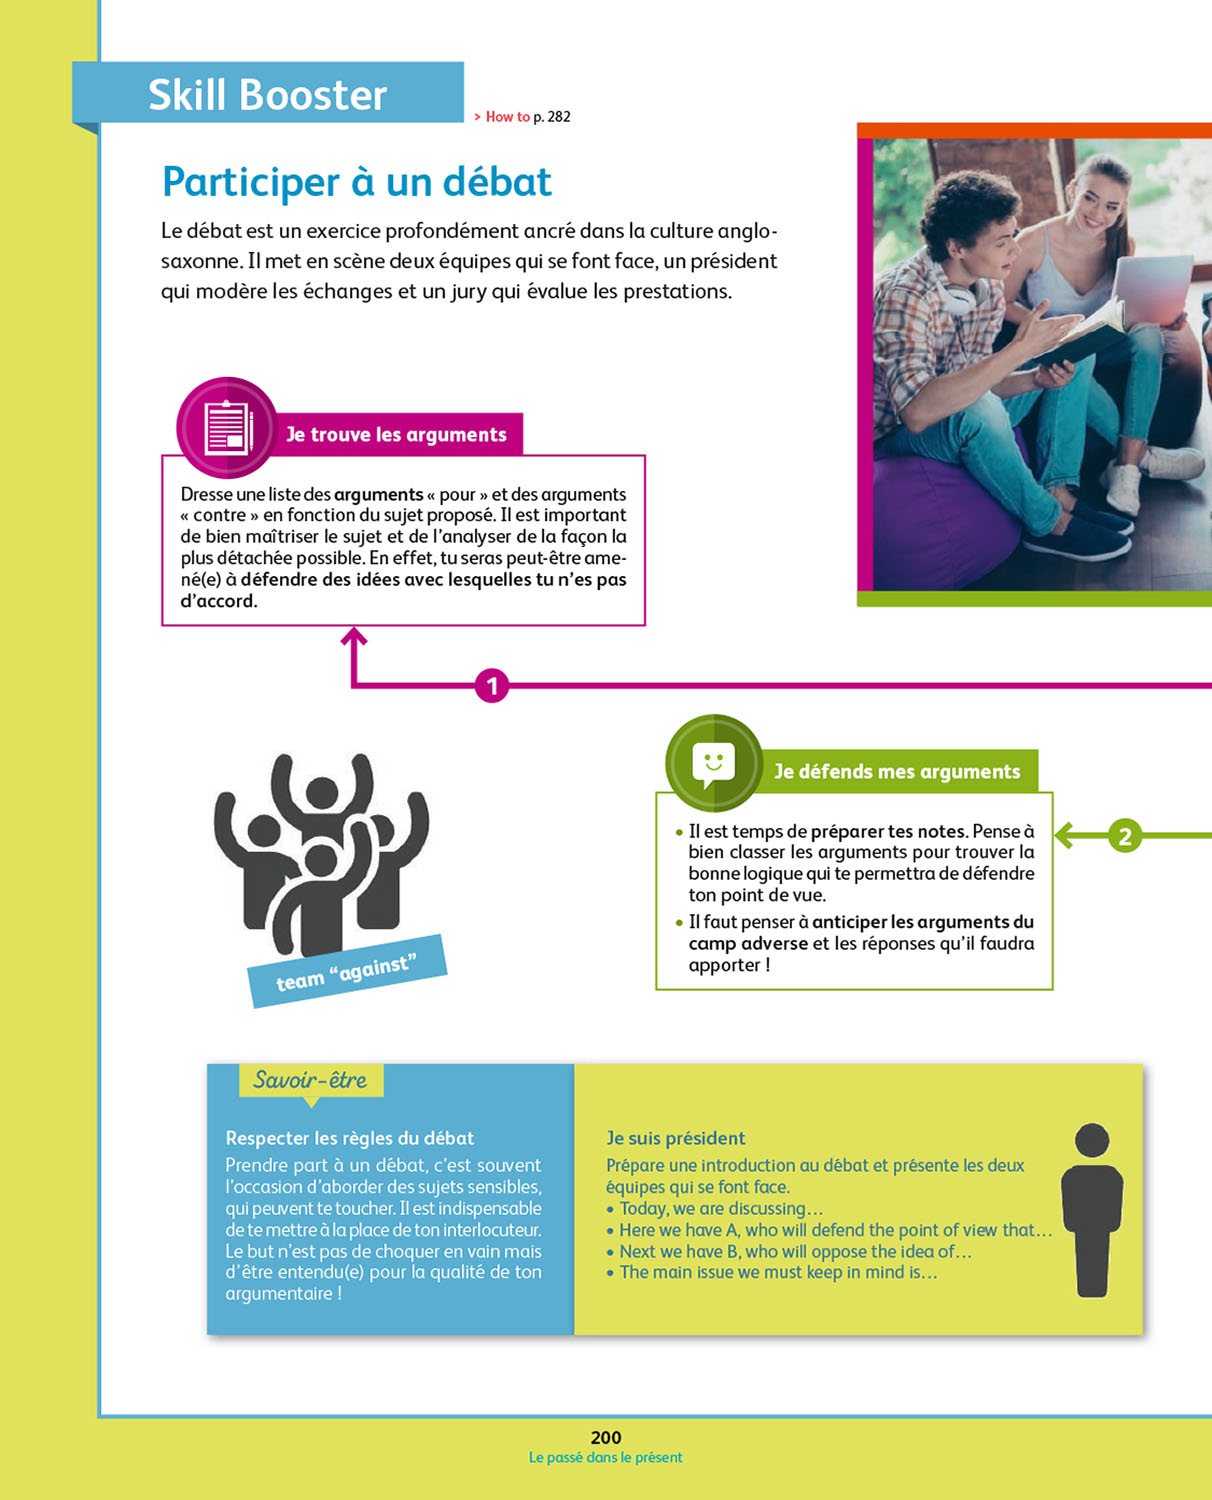 Skill Booster
> How to p. 282
Participer à un débat
Le débat est un exercice profondément ancré dans la culture anglo-
saxonne. Il met en scène deux équipes qui se font face, un président
qui modère les échanges et un jury qui évalue les prestations.
Je trouve les arguments
Dresse une liste des arguments « pour » et des arguments
« contre » en fonction du sujet proposé. Il est important
de bien maîtriser le sujet et de l'analyser de la façon la
plus détachée possible. En effet, tu seras peut-être ame-
né(e) à défendre des idées avec lesquelles tu n'es pas
d'accord.
1
Je défends mes arguments
• Il est temps de préparer tes notes. Pense à
bien classer les arguments pour trouver la
bonne logique qui te permettra de défendre
ton point de vue.
• Il faut penser à anticiper les arguments du
camp adverse et les réponses qu'il faudra
apporter !
2
team “against”
Savoir-être
Respecter les règles du débat
Prendre part à un débat, c'est souvent
l'occasion d'aborder des sujets sensibles,
qui peuvent te toucher. Il est indispensable
de te mettre à la place de ton interlocuteur.
Le but n'est pas de choquer en vain mais
d'être entendu(e) pour la qualité de ton
argumentaire !
Je suis président
Prépare une introduction au débat et présente les deux
équipes qui se font face.
• Today, we are discussing...
• Here we have A, who will defend the point of view that...
• Next we have B, who will oppose the idea of...
• The main issue we must keep in mind is...
200
Le passé dans le présent